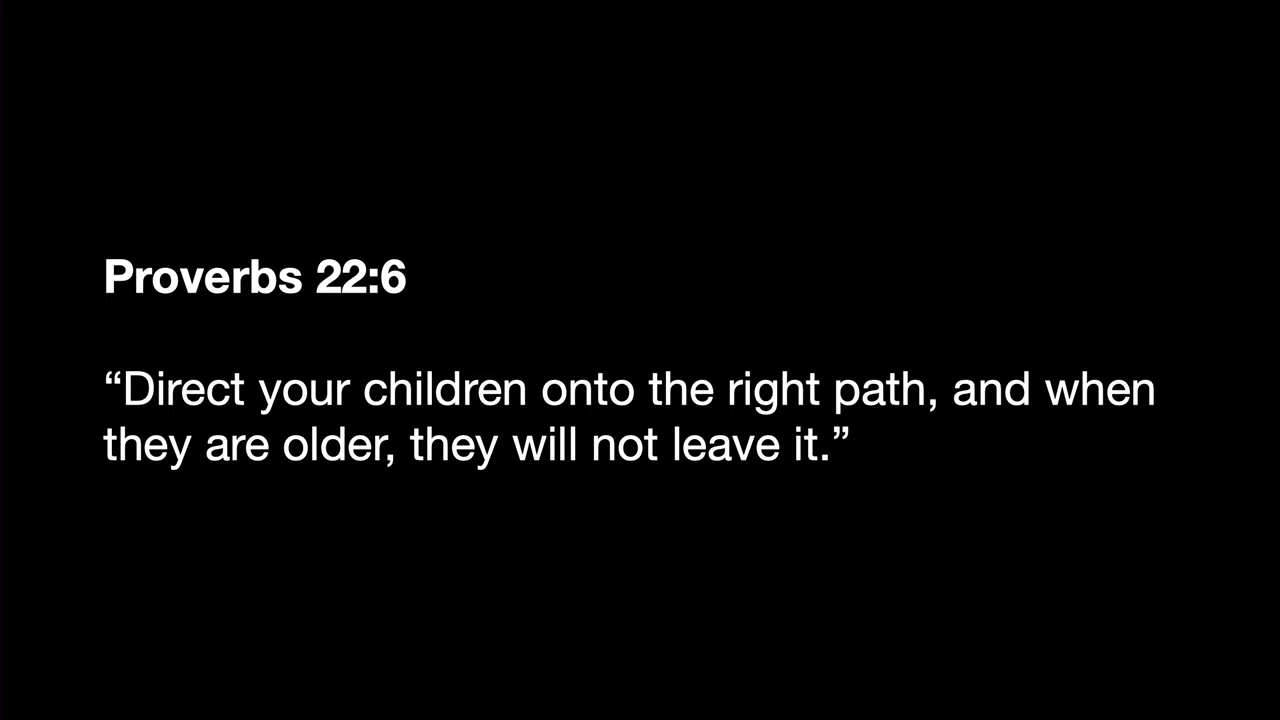 Proverbs 22:6
“Direct your children onto the right path, and when
they are older, they will not leave it.”